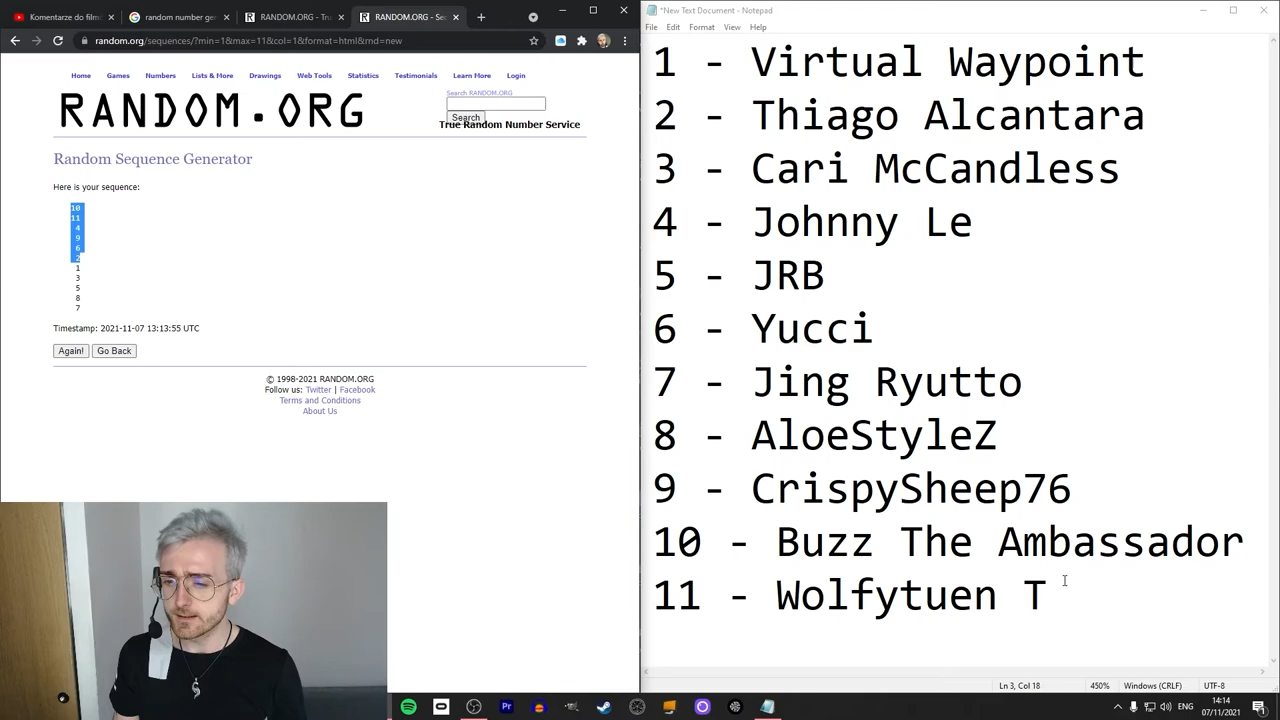 Komentarze do filmó
random number ge
RANDOM.ORG - Tru
RANDOM.ORG - Se
random.org/sequences/?min=1&max=11&col=1&format=html&rnd=new
Home Games Numbers Lists & More Drawings Web Tools Statistics Testimonials Learn More Login
RANDOM.ORG
Search RANDOM.ORG
Search
True Random Number Service
Random Sequence Generator
Here is your sequence:
10
11
4
9
6
2
1
3
5
8
7
Timestamp: 2021-11-07 13:13:55 UTC
Again! Go Back
© 1998-2021 RANDOM.ORG
Follow us: Twitter | Facebook
Terms and Conditions
About Us
*New Text Document - Notepad
File Edit Format View Help
1 - Virtual Waypoint
2 - Thiago Alcantara
3 - Cari McCandless
4 - Johnny Le
5 - JRB
6 - Yucci
7 - Jing Ryutto
8 - AloeStyleZ
9 - CrispySheep76
10 - Buzz The Ambassador
11 - Wolfytuen T
Ln 3, Col 18 450% Windows (CRLF) UTF-8
ENG
14:14
07/11/2021